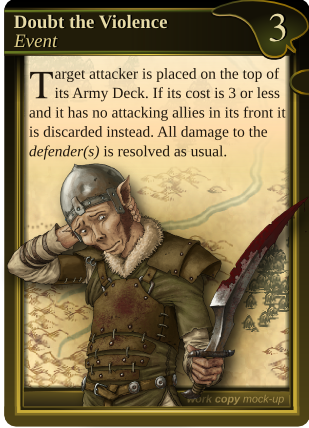 Doubt the Violence
3
Event
Target attacker is placed on the top of
its Army Deck. If its cost is 3 or less
and it has no attacking allies in its front it
is discarded instead. All damage to the
defender(s) is resolved as usual.
Work copy mock-up